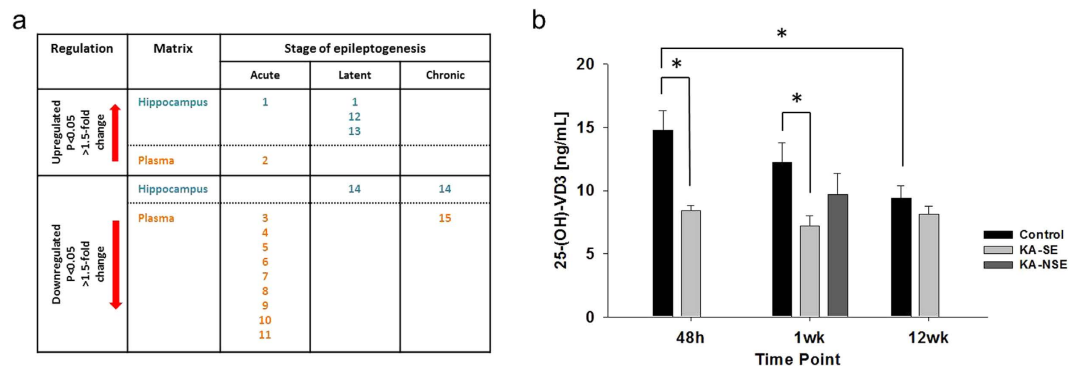 a
Regulation Matrix Stage of epileptogenesis
Acute Latent Chronic
Upregulated
P<0.05
>1.5-fold
change
Hippocampus 1 1
12
13
Plasma 2
Downregulated
P<0.05
>1.5-fold
change
Hippocampus 14 14
Plasma 3 15
4
5
6
7
8
9
10
11
b
*
* *
20
15
10
5
0
25-(OH)-VD3 [ng/mL]
48h 1wk 12wk
Time Point
Control
KA-SE
KA-NSE